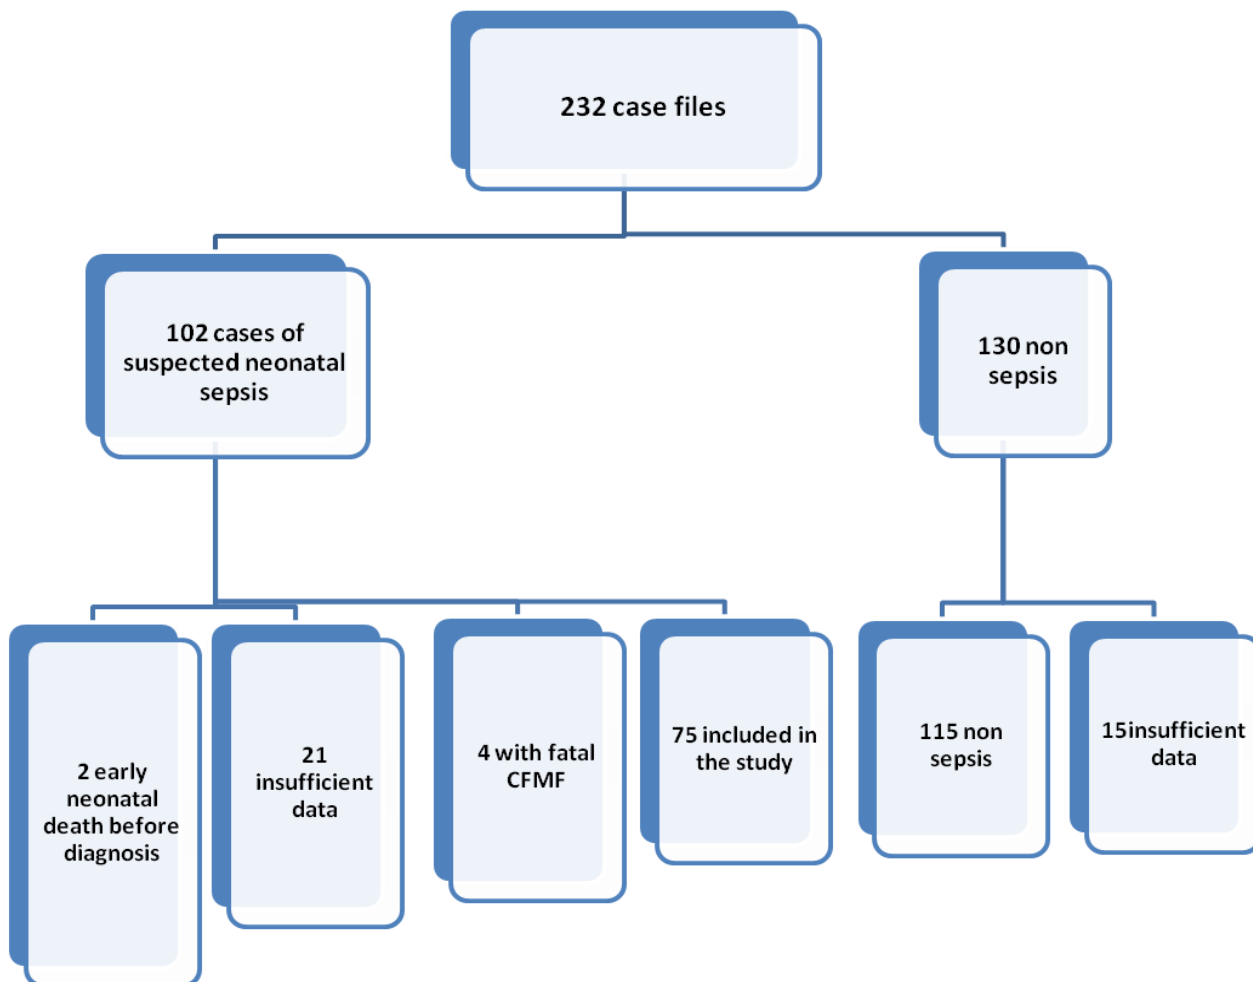 232 case files
102 cases of
suspected neonatal
sepsis
130 non
sepsis
2 early
neonatal
death before
diagnosis
21
insufficient
data
4 with fatal
CFMF
75 included in
the study
115 non
sepsis
15insufficient
data